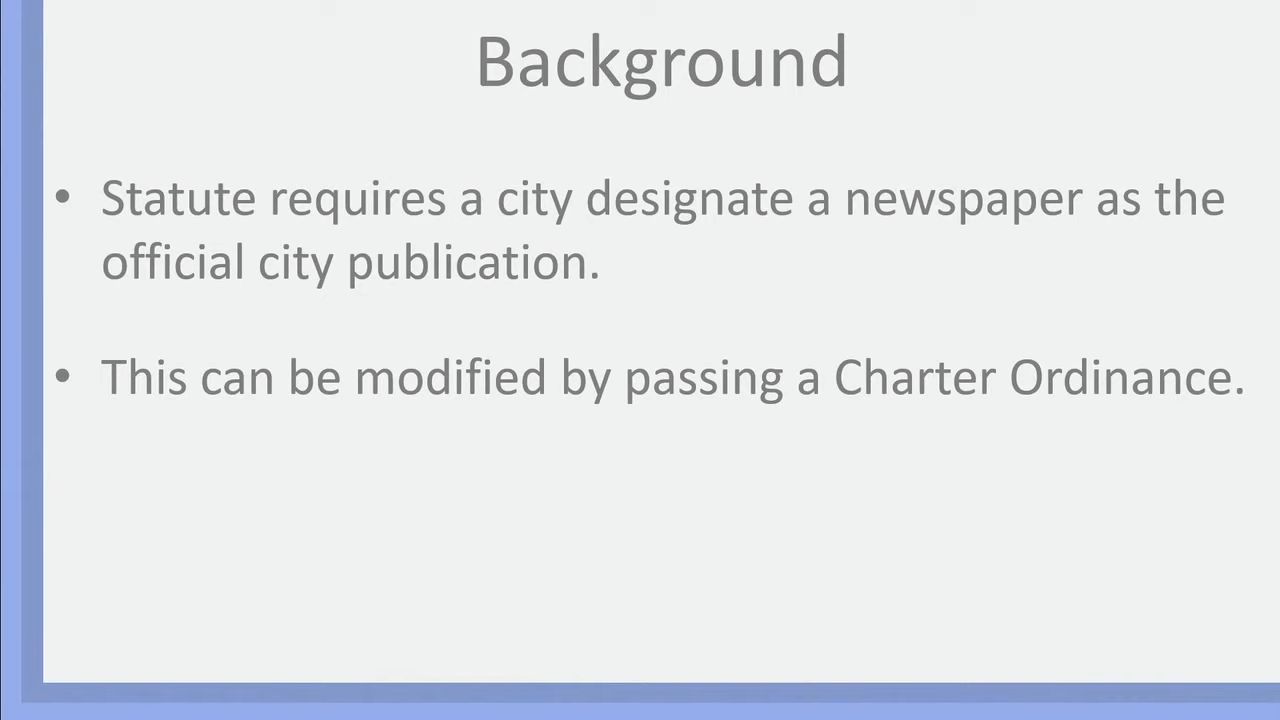 Background
• Statute requires a city designate a newspaper as the
official city publication.
• This can be modified by passing a Charter Ordinance.